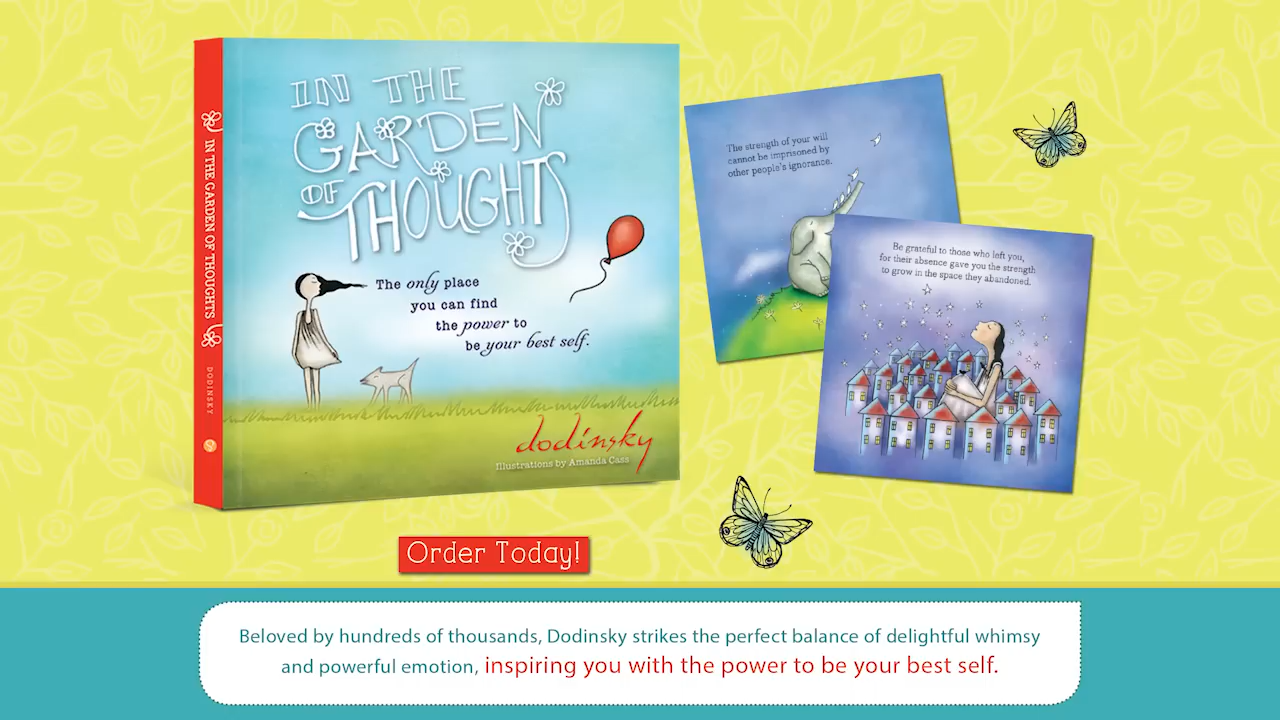 IN THE GARDEN OF THOUGHTS
DODINSKY
IN THE
GARDEN
OF THOUGHTS
The only place
you can find
the power to
be your best self.
dodinsky
Illustrations by Amanda Cass
The strength of your will
cannot be imprisoned by
other people's ignorance.
Be grateful to those who left you,
for their absence gave you the strength
to grow in the space they abandoned.
Order Today!
Beloved by hundreds of thousands, Dodinsky strikes the perfect balance of delightful whimsy
and powerful emotion, inspiring you with the power to be your best self.